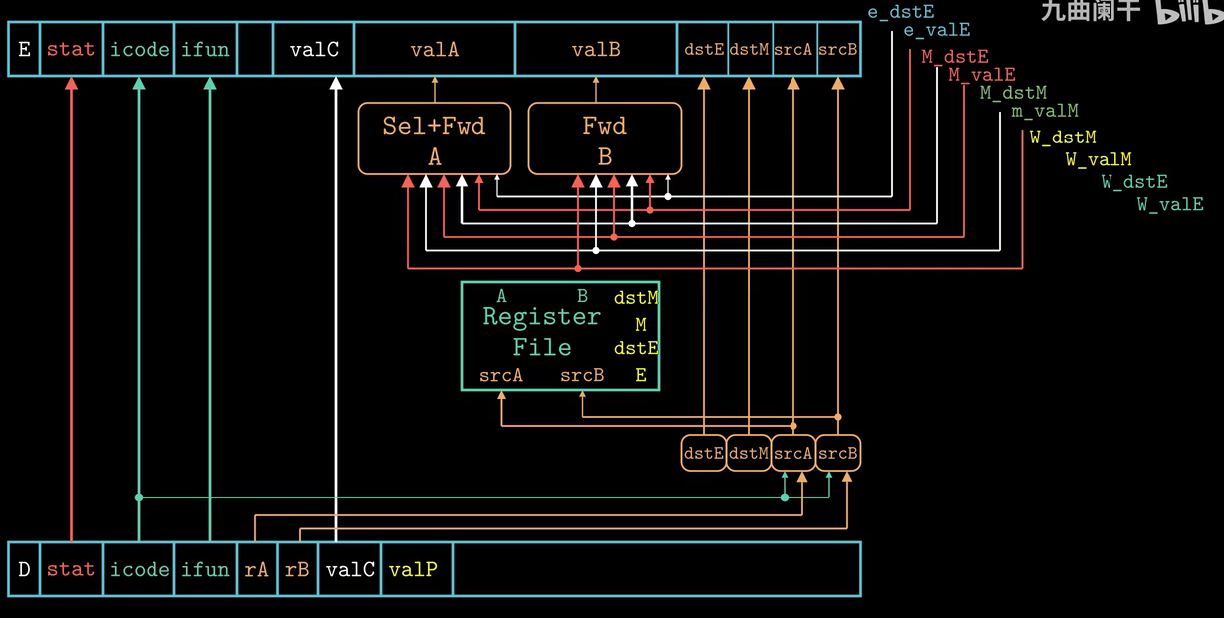 九曲阑干 bilib
e_dstE
e_valE
E stat icode ifun valC valA valB dstE dstM srcA srcB
M_dstE
M_valE
M_dstM
m_valM
Sel+Fwd
A
Fwd
B
W_dstM
W_valM
W_dstE
W_valE
A B dstM
Register
M
File
dstE
srcA srcB E
dstE dstM srcA srcB
D stat icode ifun rA rB valC valP